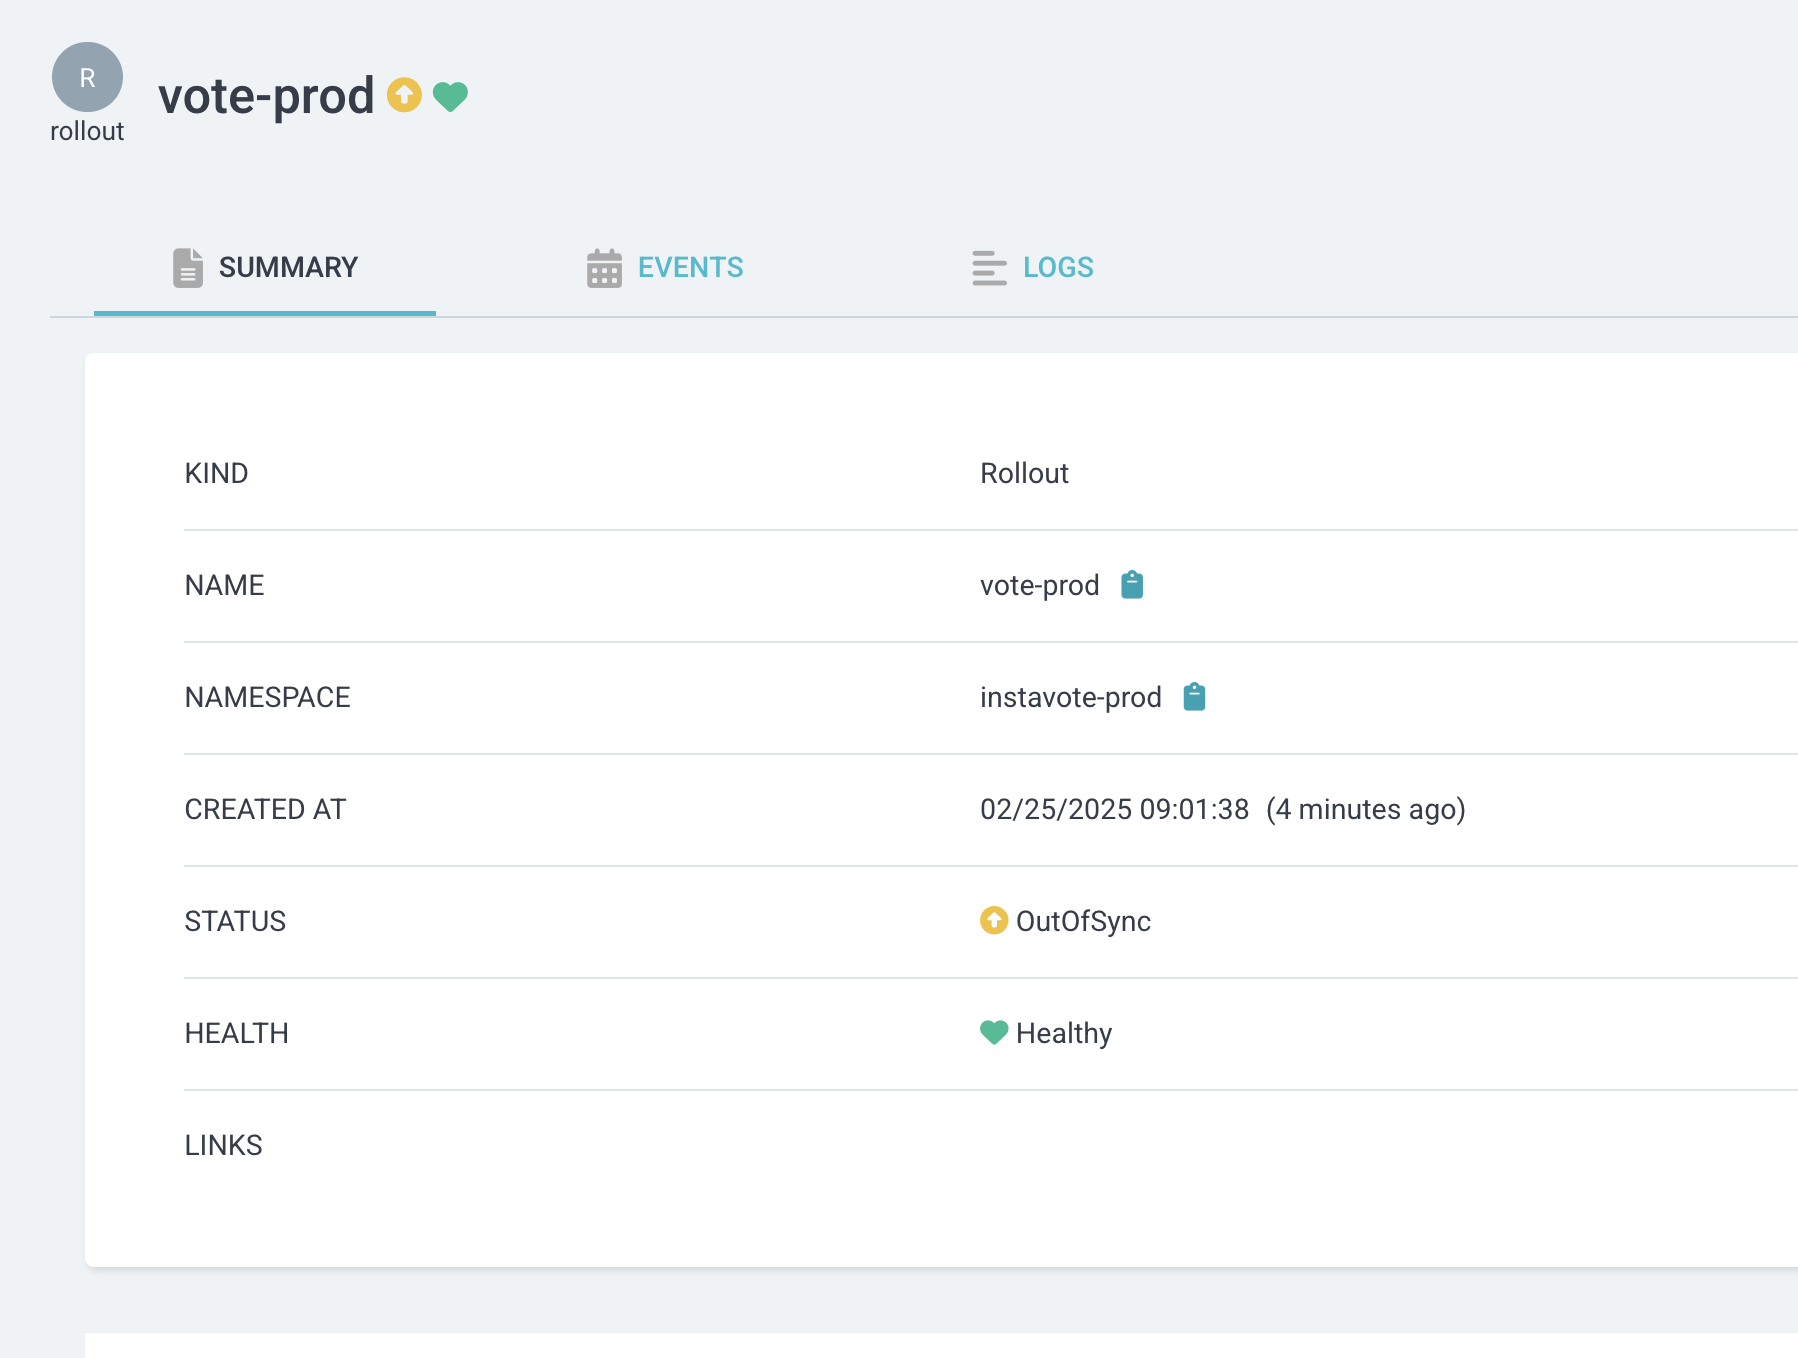 R
rollout
vote-prod
SUMMARY
EVENTS
LOGS
KIND
Rollout
NAME
vote-prod
NAMESPACE
instavote-prod
CREATED AT
02/25/2025 09:01:38 (4 minutes ago)
STATUS
OutOfSync
HEALTH
Healthy
LINKS